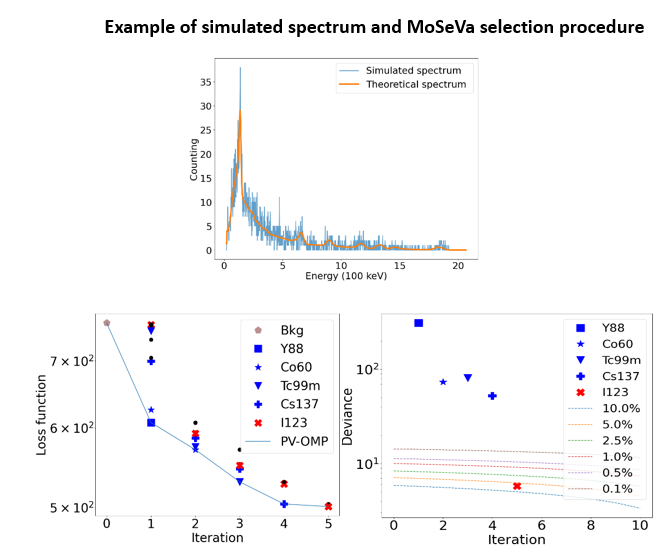 Example of simulated spectrum and MoSeVa selection procedure
Simulated spectrum
Theoretical spectrum
35
30
25
20
15
10
5
0
Counting
0 5 10 15 20
Energy (100 keV)
Bkg
Y88
Co60
Tc99m
Cs137
I123
PV-OMP
7 × 10²
6 × 10²
5 × 10²
Loss function
0 1 2 3 4 5
Iteration
Y88
Co60
Tc99m
Cs137
I123
10.0%
5.0%
2.5%
1.0%
0.5%
0.1%
10²
10¹
Deviance
0 2 4 6 8 10
Iteration